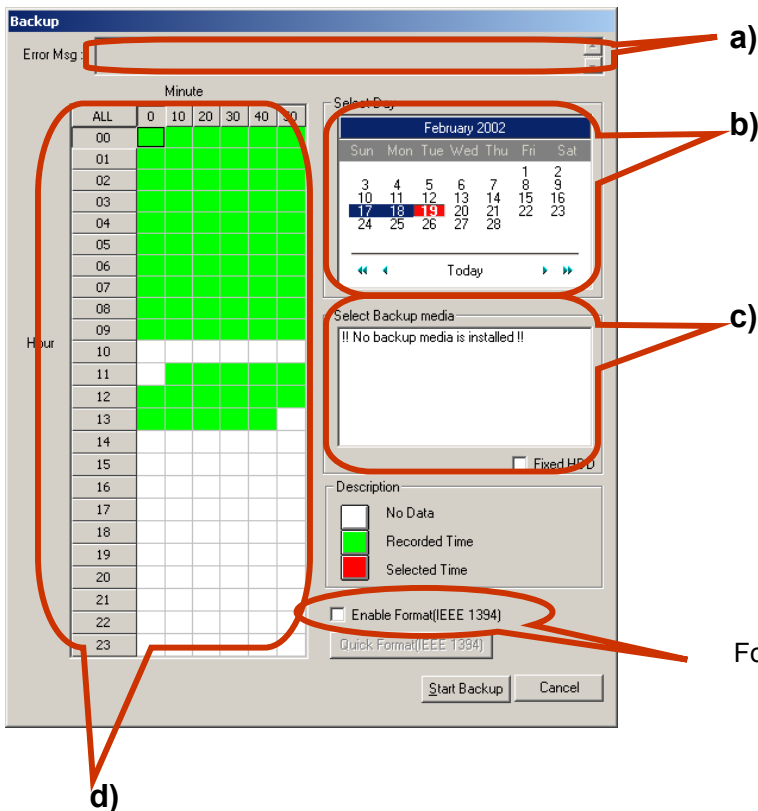 Backup
Error Msg :
a)
Minute
ALL 0 10 20 30 40 50
Hour
00
01
02
03
04
05
06
07
08
09
10
11
12
13
14
15
16
17
18
19
20
21
22
23
d)
Select Day
February 2002
Sun Mon Tue Wed Thu Fri Sat
1 2
3 4 5 6 7 8 9
10 11 12 13 14 15 16
17 18 19 20 21 22 23
24 25 26 27 28
Today
b)
Select Backup media
!! No backup media is installed !!
Fixed HDD
c)
Description
No Data
Recorded Time
Selected Time
Enable Format(IEEE 1394)
Quick Format(IEEE 1394)
Fo
Start Backup Cancel